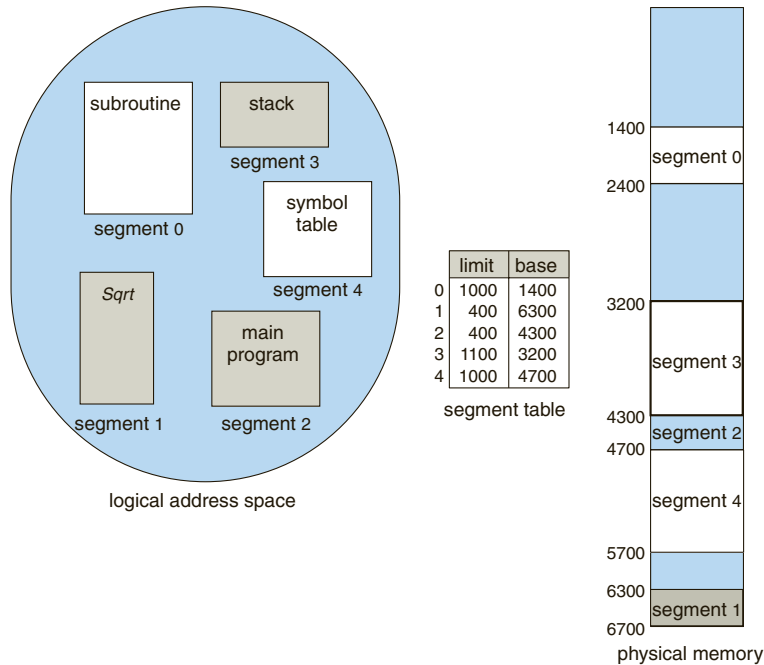 subroutine
segment 0
stack
segment 3
symbol
table
segment 4
Sqrt
segment 1
main
program
segment 2
logical address space
limit base
0 1000 1400
1 400 6300
2 400 4300
3 1100 3200
4 1000 4700
segment table
1400
segment 0
2400
3200
segment 3
4300
segment 2
4700
segment 4
5700
6300
segment 1
6700
physical memory